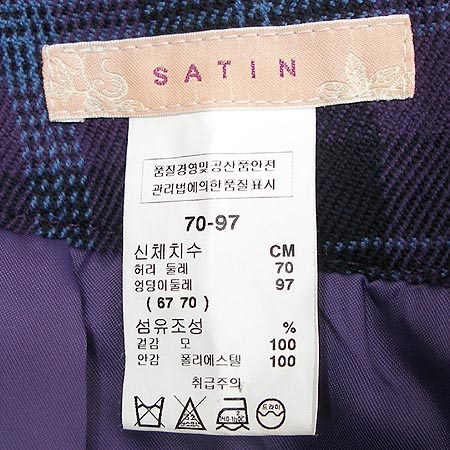 SATIN
품질경영및공산품안전
관리법에의한품질표시
70-97
신체치수 CM
허리 둘레 70
엉덩이둘레 97
( 67 70 )
섬유조성 %
겉감 모 100
안감 폴리에스텔 100
취급주의
드라이